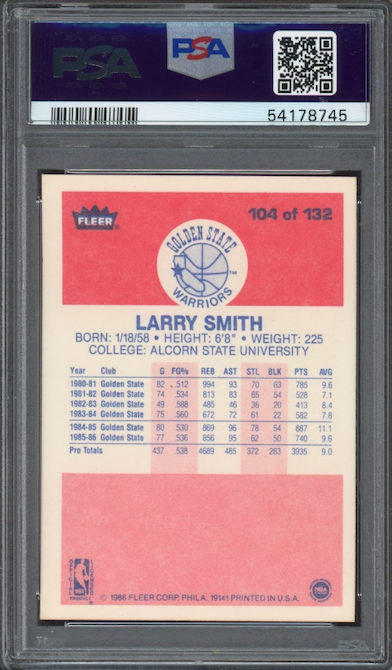 PSA
PSA
54178745
FLEER®
104 of 132
GOLDEN STATE
WARRIORS
TM
LARRY SMITH
BORN: 1/18/58 • HEIGHT: 6'8" • WEIGHT: 225
COLLEGE: ALCORN STATE UNIVERSITY
Year Club G FG% REB AST STL BLK PTS AVG
1980-81 Golden State 82 .512 994 93 70 63 785 9.6
1981-82 Golden State 74 .534 813 83 65 54 528 7.1
1982-83 Golden State 49 .588 485 46 36 20 413 8.4
1983-84 Golden State 75 .560 672 72 61 22 582 7.8
1984-85 Golden State 80 .530 869 96 78 54 887 11.1
1985-86 Golden State 77 .536 856 95 62 50 740 9.6
Pro Totals 437 .538 4689 485 372 263 3935 9.0
OFFICIAL LICENSED
NBA
PRODUCT
© 1986 FLEER CORP. PHILA. 19141 PRINTED IN U.S.A.